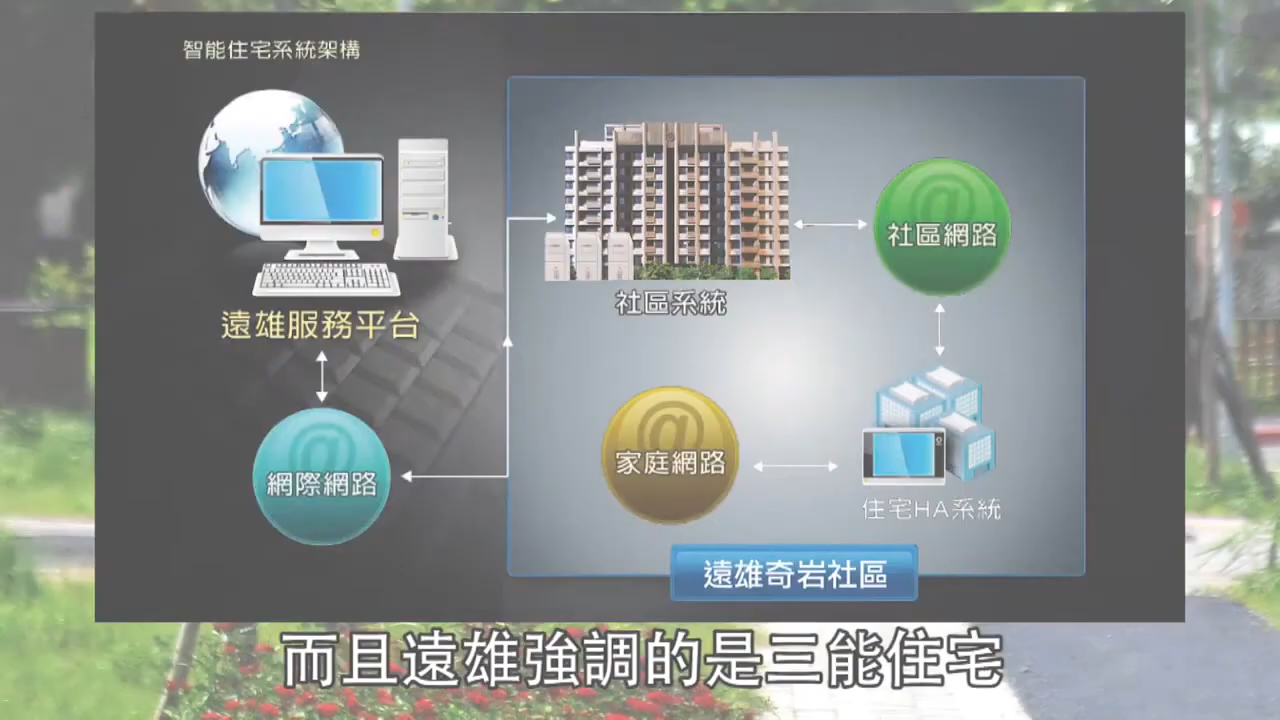 智能住宅系統架構
遠雄服務平台
網際網路
社區系統
社區網路
家庭網路
住宅HA系統
遠雄奇岩社區
而且遠雄強調的是三能住宅